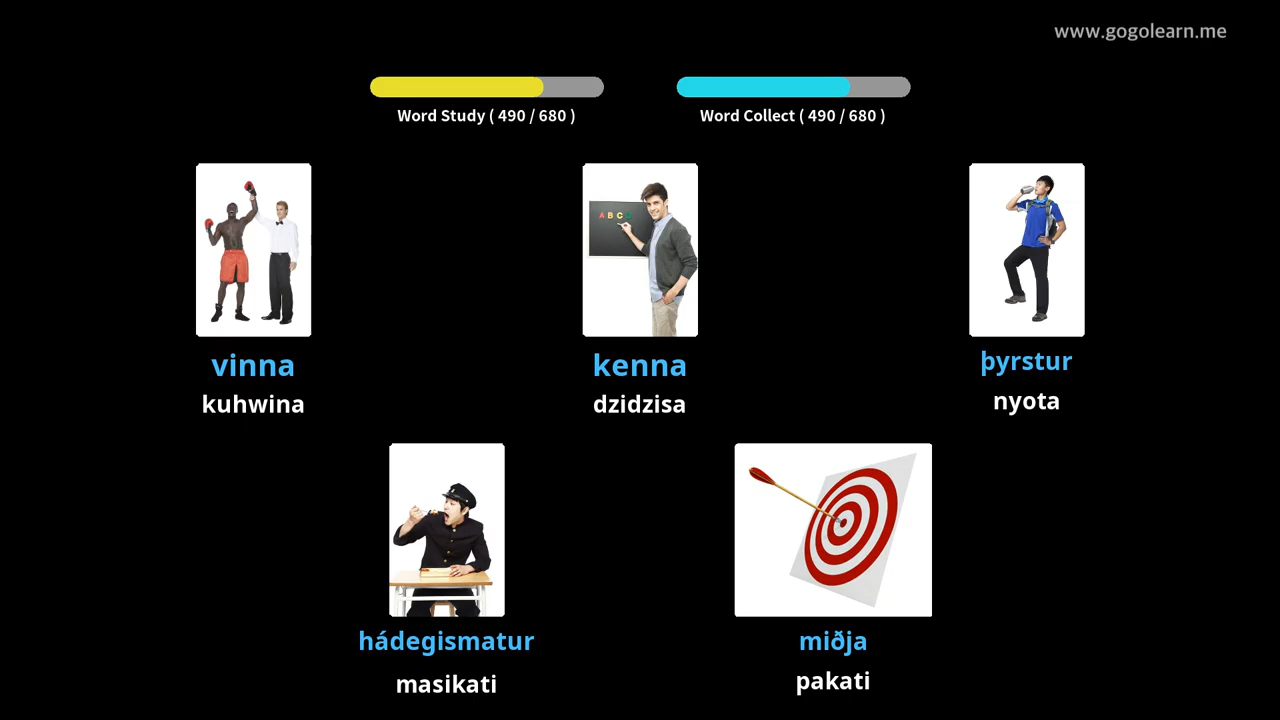 www.gogolearn.me
Word Study ( 490 / 680 )
Word Collect ( 490 / 680 )
A B C
vinna
kuhwina
kenna
dzidzisa
þyrstur
nyota
hádegismatur
masikati
miðja
pakati